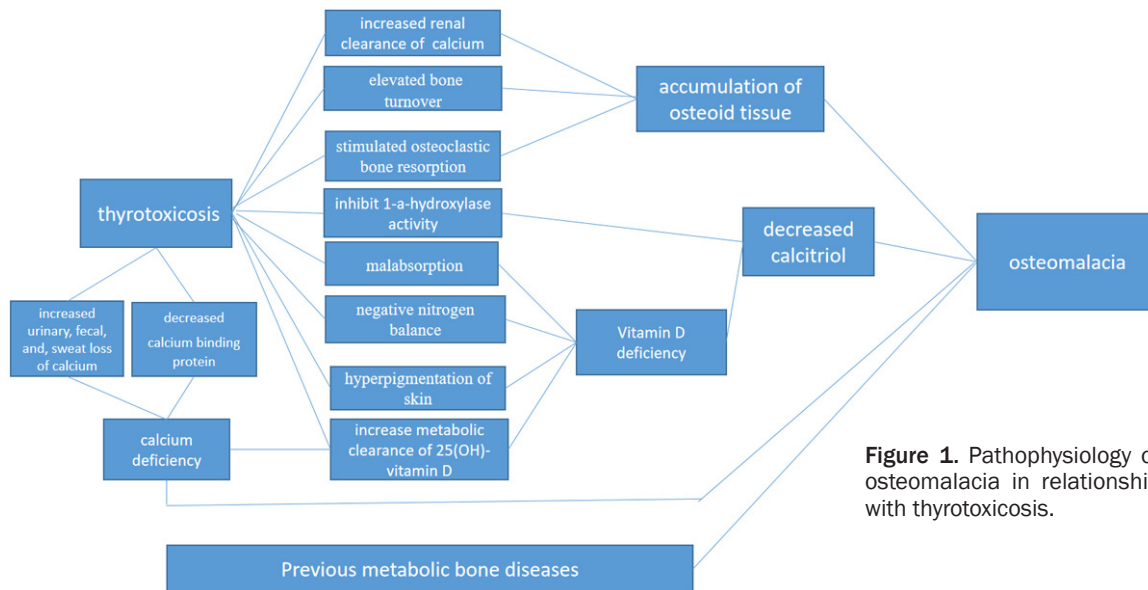 increased renal
clearance of calcium
elevated bone
turnover
stimulated osteoclastic
bone resorption
inhibit 1-a-hydroxylase
activity
malabsorption
negative nitrogen
balance
hyperpigmentation of
skin
increase metabolic
clearance of 25(OH)-
vitamin D
thyrotoxicosis
increased
urinary, fecal,
and, sweat loss
of calcium
decreased
calcium binding
protein
calcium
deficiency
accumulation of
osteoid tissue
decreased
calcitriol
Vitamin D
deficiency
osteomalacia
Previous metabolic bone diseases
Figure 1. Pathophysiology o
osteomalacia in relationshi
with thyrotoxicosis.